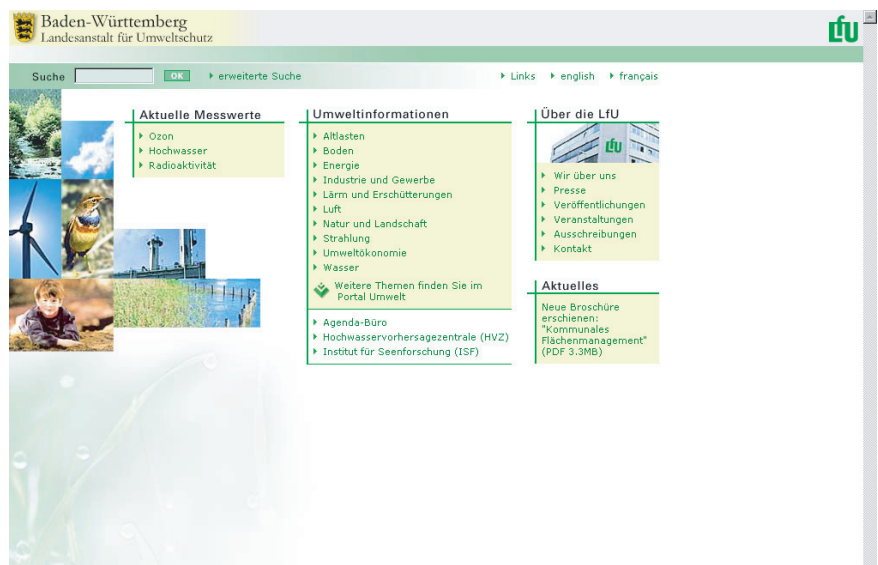 Baden-Württemberg
Landesanstalt für Umweltschutz
LfU
Suche
OK
erweiterte Suche
Links
english
français
Aktuelle Messwerte
Ozon
Hochwasser
Radioaktivität
Umweltinformationen
Altlasten
Boden
Energie
Industrie und Gewerbe
Lärm und Erschütterungen
Luft
Natur und Landschaft
Strahlung
Umweltökonomie
Wasser
Weitere Themen finden Sie im
Portal Umwelt
Agenda-Büro
Hochwasservorhersagezentrale (HVZ)
Institut für Seenforschung (ISF)
Über die LfU
LfU
Wir über uns
Presse
Veröffentlichungen
Veranstaltungen
Ausschreibungen
Kontakt
Aktuelles
Neue Broschüre
erschienen:
"Kommunales
Flächenmanagement"
(PDF 3.3MB)